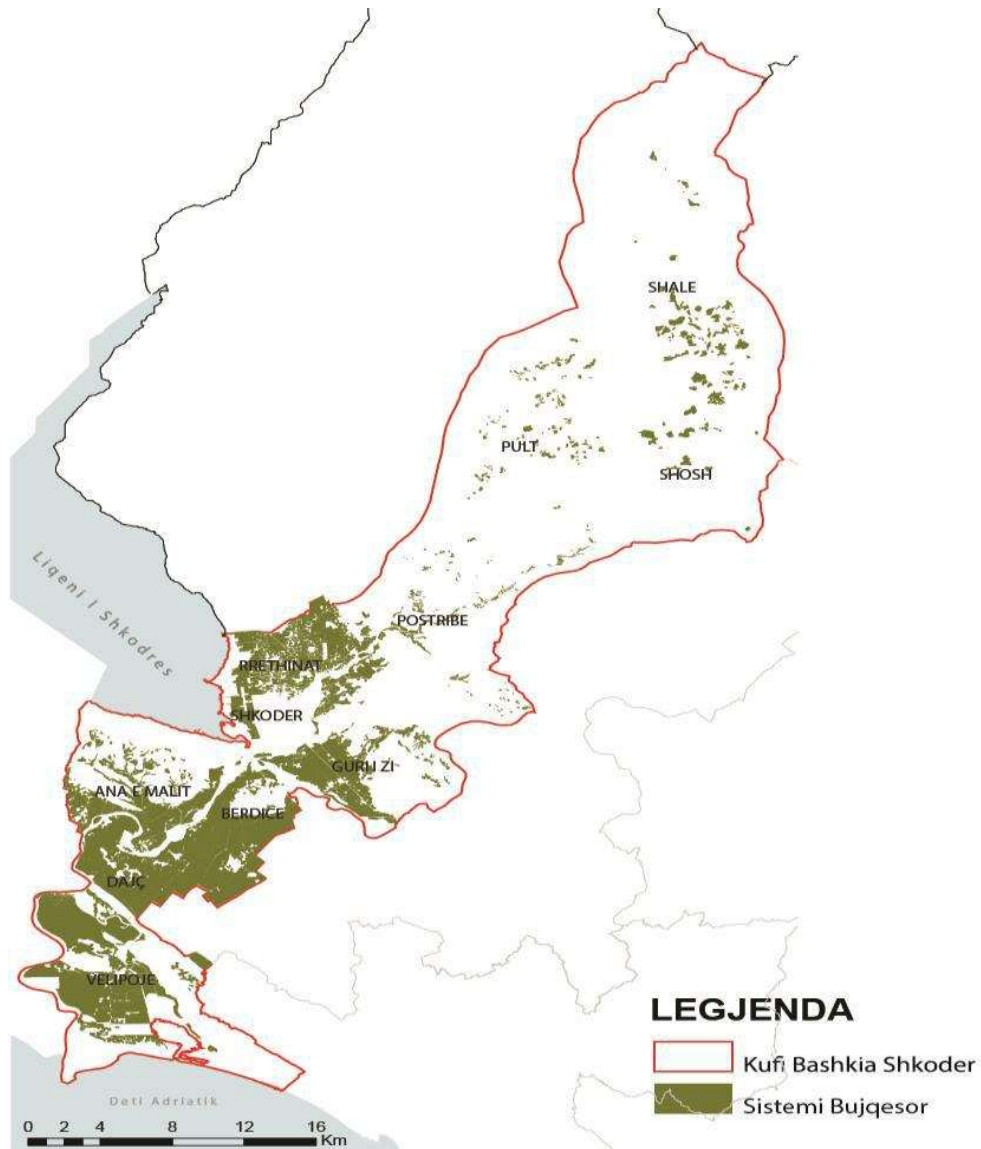 SHALE
PULT
SHOSH
Liqeni I Shkodres
POSTRIBE
RRETHINAT
SHKODER
GURI I ZI
ANA E MALIT
BERDICE
DAJÇ
VELIPOJE
LEGJENDA
Kufi Bashkia Shkoder
Sistemi Bujqesor
Deti Adriatik
0 2 4 8 12 16
Km